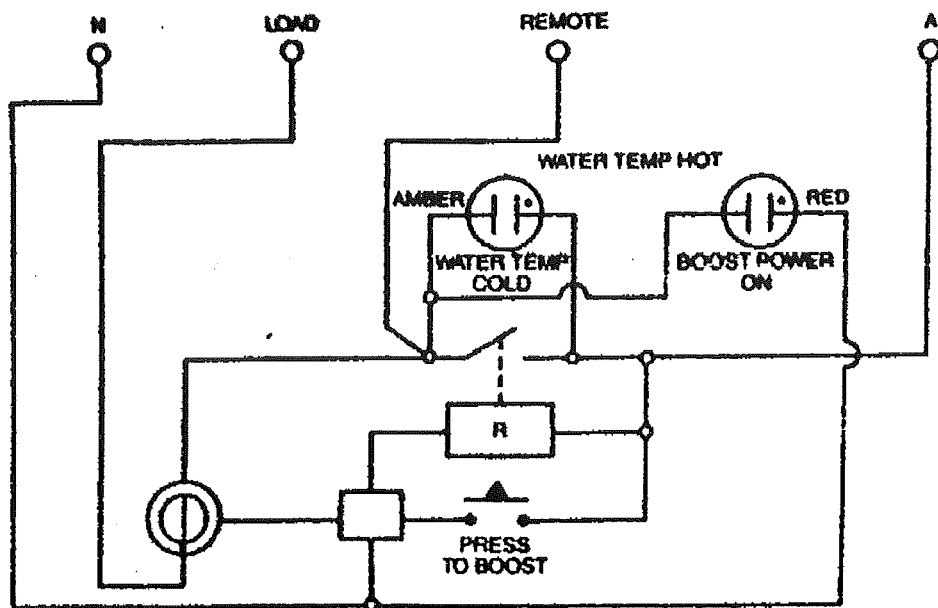 N
LOAD
REMOTE
A
WATER TEMP HOT
AMBER
RED
WATER TEMP
COLD
BOOST POWER
ON
R
PRESS
TO BOOST